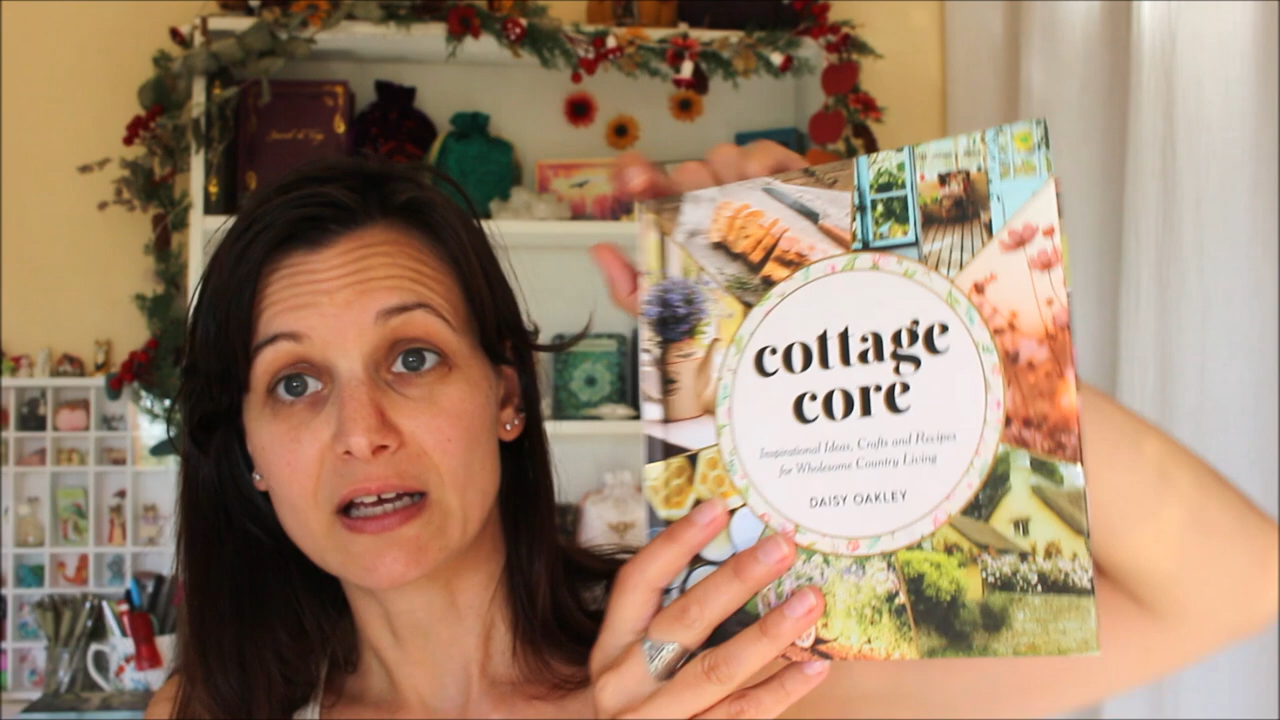 cottage
core
Inspirational Ideas, Crafts and Recipes
for Wholesome Country Living
DAISY OAKLEY